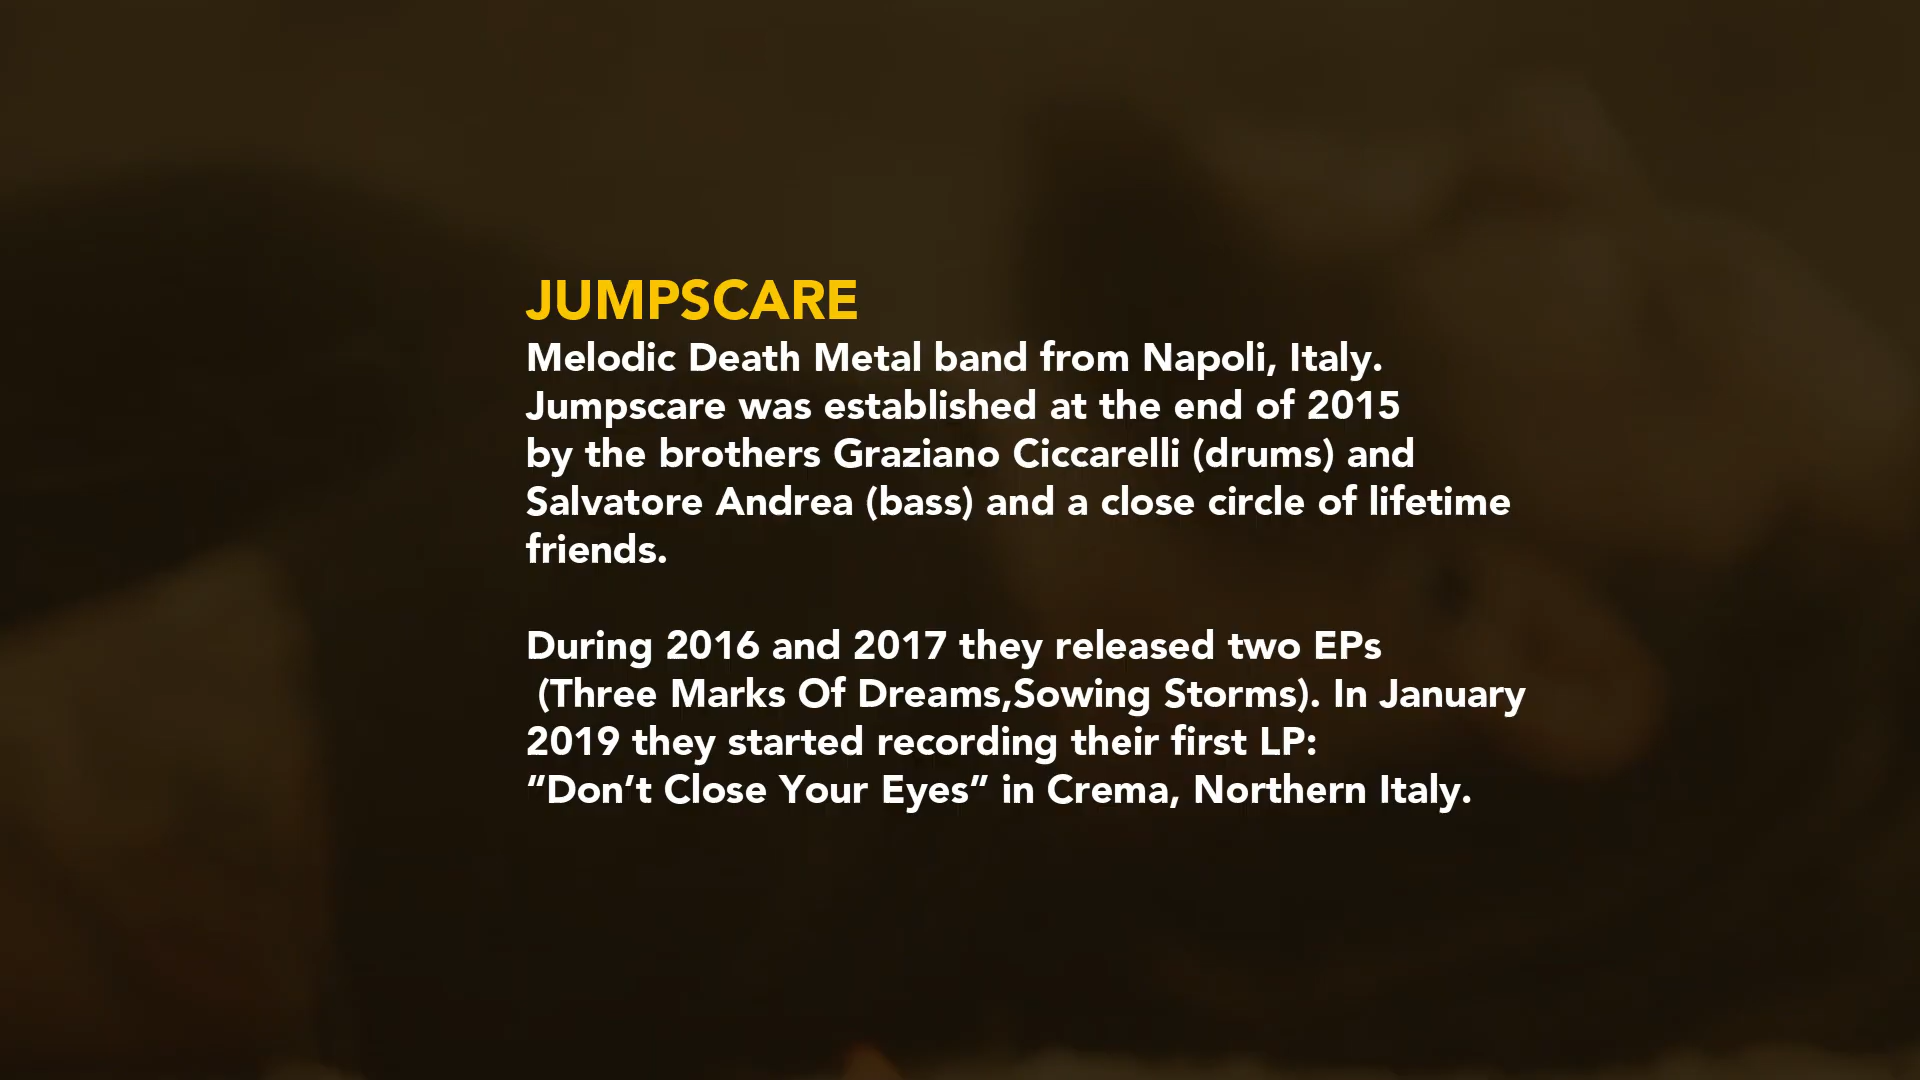 JUMPSCARE
Melodic Death Metal band from Napoli, Italy.
Jumpscare was established at the end of 2015
by the brothers Graziano Ciccarelli (drums) and
Salvatore Andrea (bass) and a close circle of lifetime
friends.
During 2016 and 2017 they released two EPs
(Three Marks Of Dreams,Sowing Storms). In January
2019 they started recording their first LP:
“Don’t Close Your Eyes” in Crema, Northern Italy.